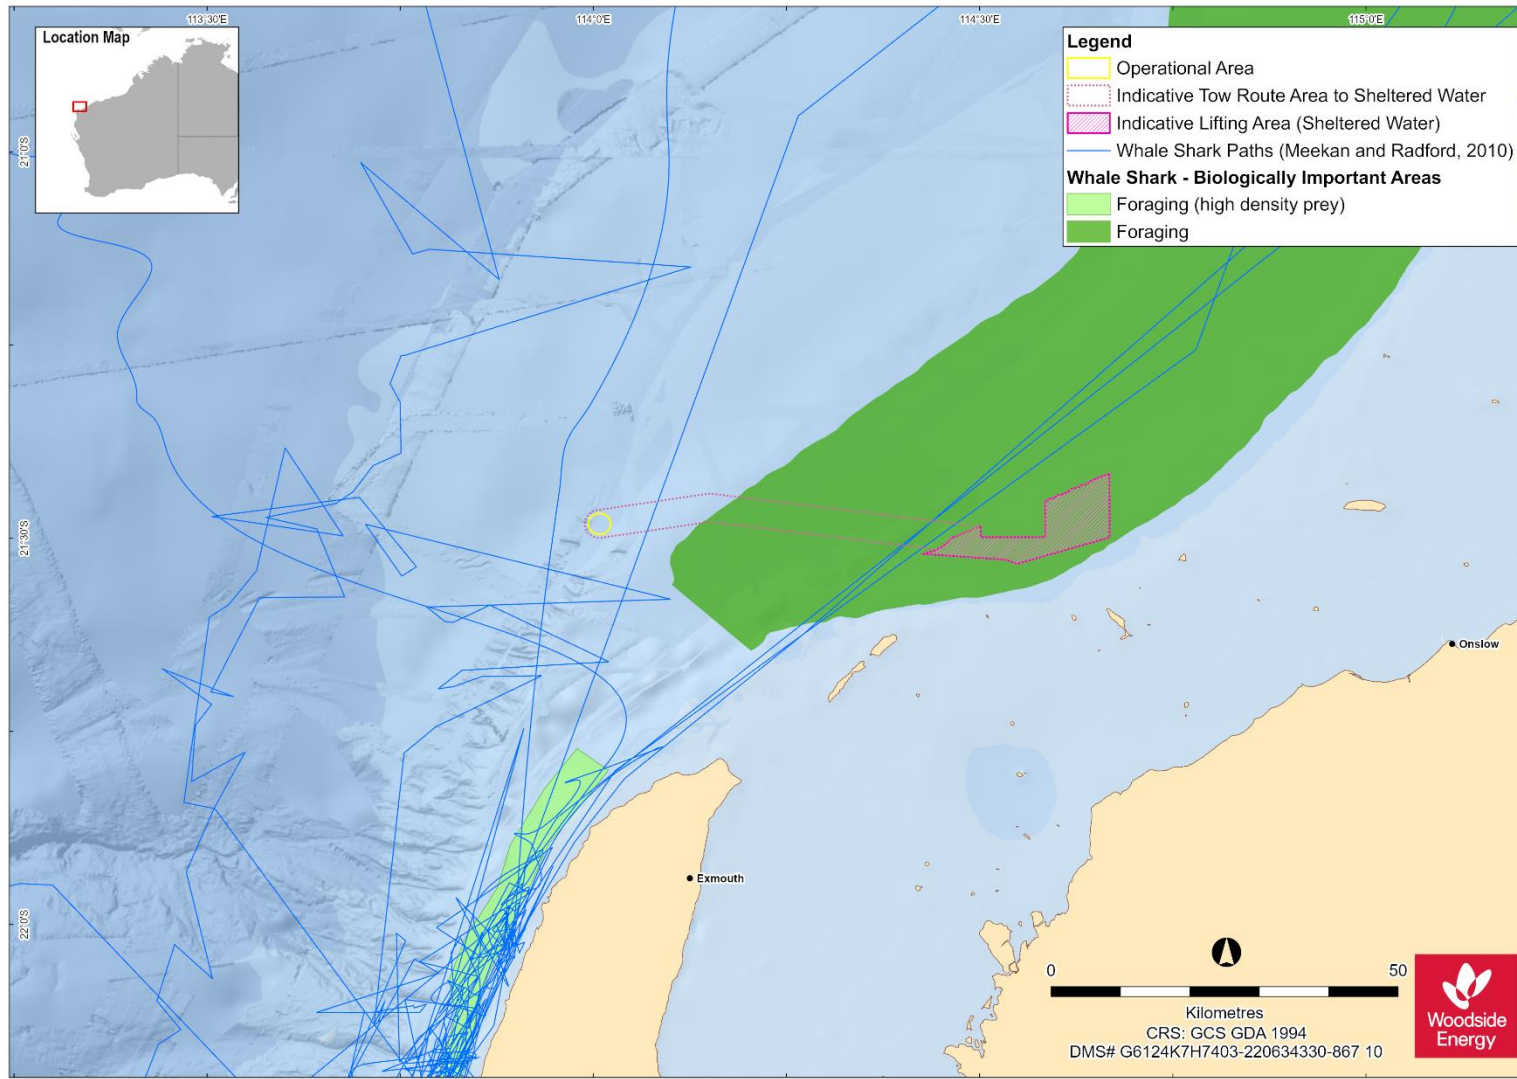 113°30'E
114°0'E
114°30'E
115°0'E
Location Map
Legend
Operational Area
Indicative Tow Route Area to Sheltered Water
Indicative Lifting Area (Sheltered Water)
Whale Shark Paths (Meekan and Radford, 2010)
Whale Shark - Biologically Important Areas
Foraging (high density prey)
Foraging
21°0'S
21°30'S
22°0'S
Onslow
Exmouth
0 50
Kilometres
CRS: GCS GDA 1994
DMS# G6124K7H7403-220634330-867 10
Woodside
Energy